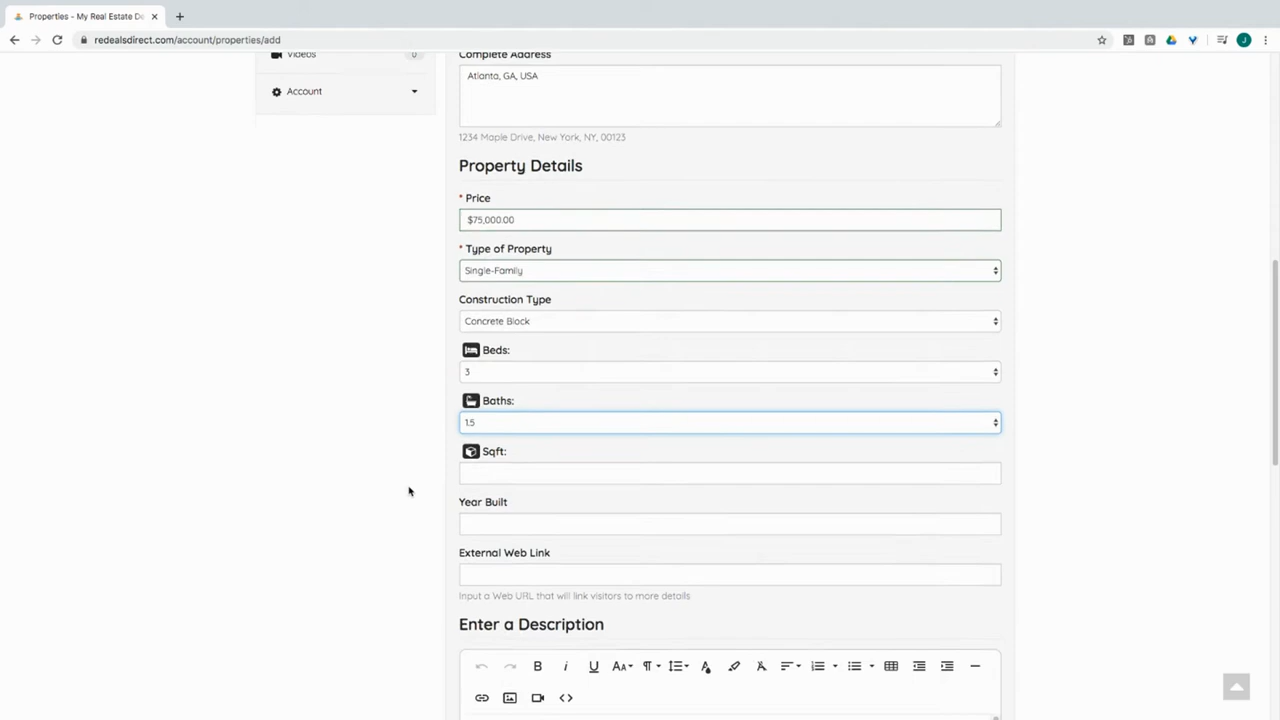 Properties - My Real Estate De
redealsdirect.com/account/properties/add
J
Videos
0
Account
Complete Address
Atlanta, GA, USA
1234 Maple Drive, New York, NY, 00123
Property Details
* Price
$75,000.00
* Type of Property
Single-Family
Construction Type
Concrete Block
Beds:
3
Baths:
1.5
Sqft:
Year Built
External Web Link
Input a Web URL that will link visitors to more details
Enter a Description